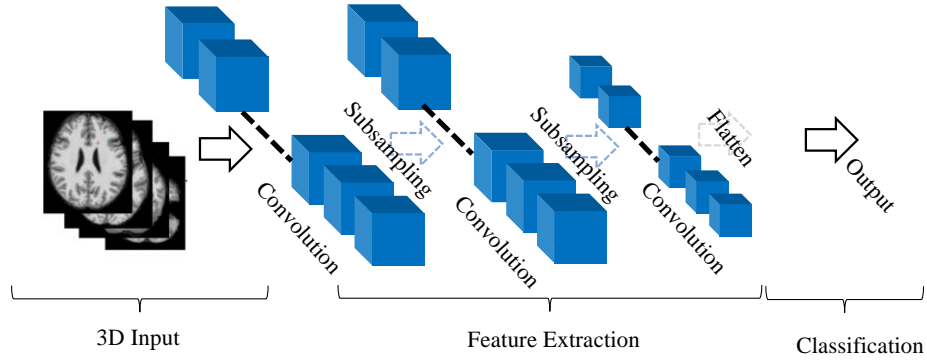 Convolution
Subsampling
Convolution
Subsampling
Convolution
Flatten
Output
3D Input
Feature Extraction
Classification